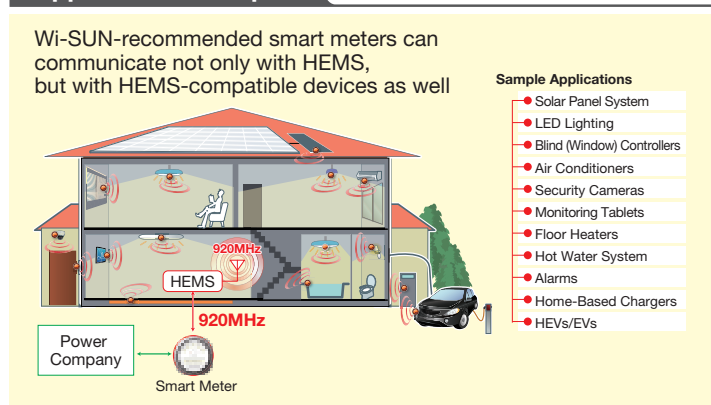 Wi-SUN-recommended smart meters can
communicate not only with HEMS,
but with HEMS-compatible devices as well
Sample Applications
Solar Panel System
LED Lighting
Blind (Window) Controllers
Air Conditioners
Security Cameras
Monitoring Tablets
Floor Heaters
Hot Water System
Alarms
Home-Based Chargers
HEVs/EVs
920MHz
HEMS
920MHz
Power
Company
Smart Meter